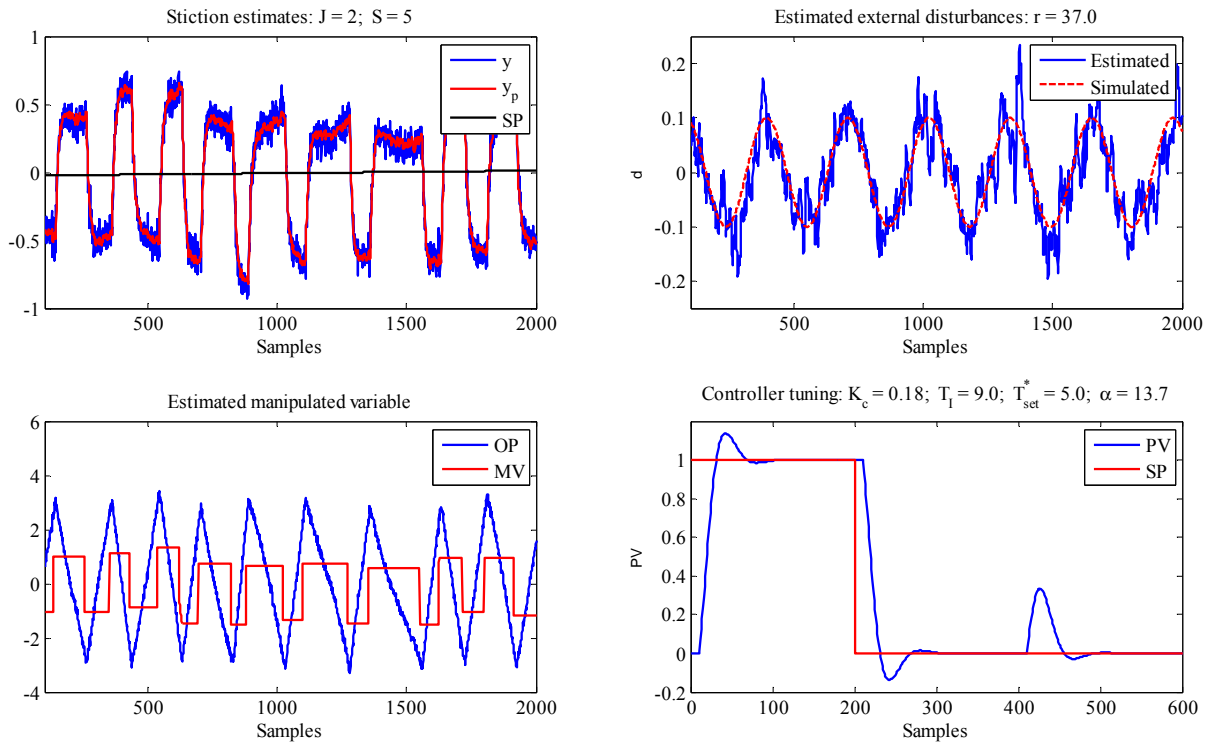 Stiction estimates: J = 2; S = 5
1
0.5
0
-0.5
-1
500
1000
1500
2000
Samples
y
y_p
SP
Estimated external disturbances: r = 37.0
d
0.2
0.1
0
-0.1
-0.2
500
1000
1500
2000
Samples
Estimated
Simulated
Estimated manipulated variable
6
4
2
0
-2
-4
500
1000
1500
2000
Samples
OP
MV
Controller tuning: K_c = 0.18; T_I = 9.0; T*_set = 5.0; α = 13.7
PV
1
0.8
0.6
0.4
0.2
0
-0.2
0
100
200
300
400
500
600
Samples
PV
SP